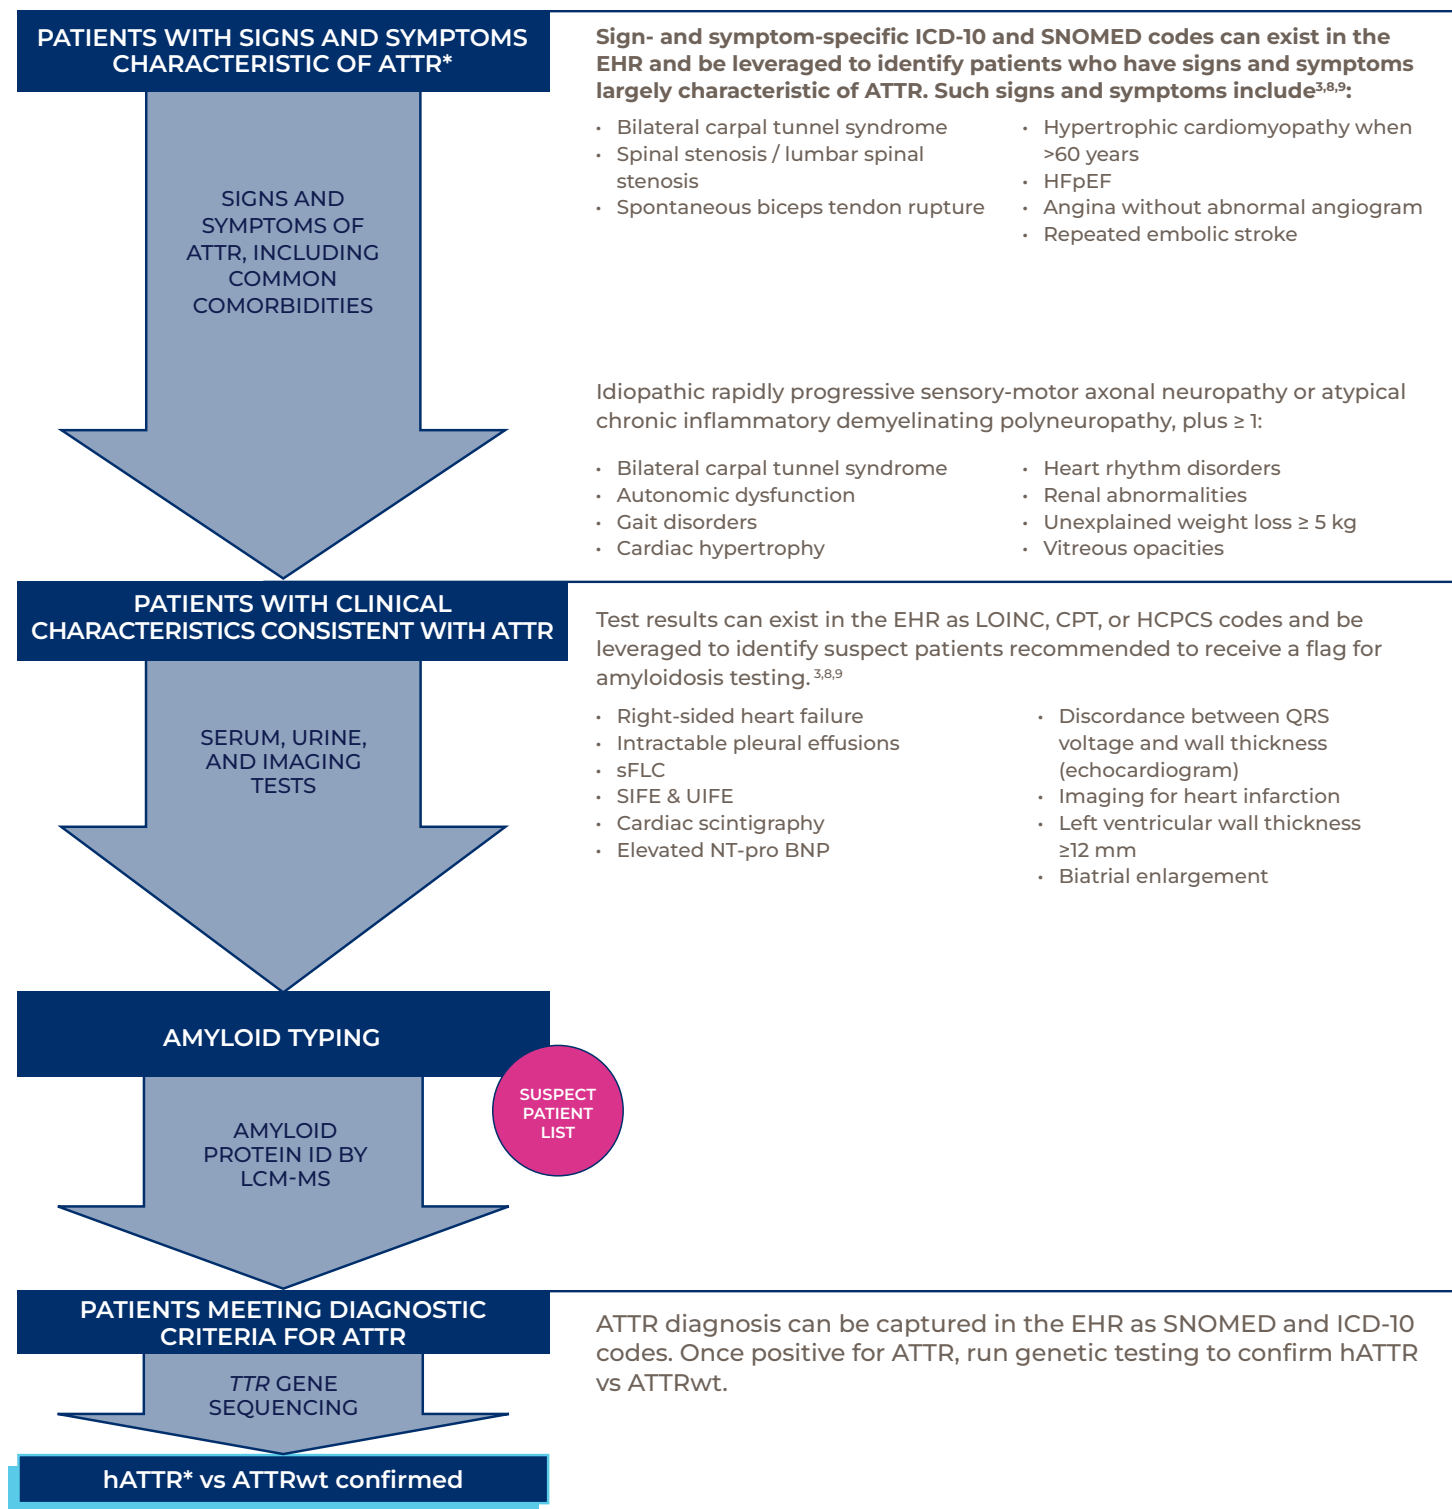 PATIENTS WITH SIGNS AND SYMPTOMS
CHARACTERISTIC OF ATTR*
SIGNS AND
SYMPTOMS OF
ATTR, INCLUDING
COMMON
COMORBIDITIES
Sign- and symptom-specific ICD-10 and SNOMED codes can exist in the
EHR and be leveraged to identify patients who have signs and symptoms
largely characteristic of ATTR. Such signs and symptoms include3,8,9:
• Bilateral carpal tunnel syndrome
• Spinal stenosis / lumbar spinal
stenosis
• Spontaneous biceps tendon rupture
• Hypertrophic cardiomyopathy when
>60 years
• HFpEF
• Angina without abnormal angiogram
• Repeated embolic stroke
Idiopathic rapidly progressive sensory-motor axonal neuropathy or atypical
chronic inflammatory demyelinating polyneuropathy, plus ≥ 1:
• Bilateral carpal tunnel syndrome
• Autonomic dysfunction
• Gait disorders
• Cardiac hypertrophy
• Heart rhythm disorders
• Renal abnormalities
• Unexplained weight loss ≥ 5 kg
• Vitreous opacities
PATIENTS WITH CLINICAL
CHARACTERISTICS CONSISTENT WITH ATTR
SERUM, URINE,
AND IMAGING
TESTS
Test results can exist in the EHR as LOINC, CPT, or HCPCS codes and be
leveraged to identify suspect patients recommended to receive a flag for
amyloidosis testing. 3,8,9
• Right-sided heart failure
• Intractable pleural effusions
• sFLC
• SIFE & UIFE
• Cardiac scintigraphy
• Elevated NT-pro BNP
• Discordance between QRS
voltage and wall thickness
(echocardiogram)
• Imaging for heart infarction
• Left ventricular wall thickness
≥12 mm
• Biatrial enlargement
AMYLOID TYPING
SUSPECT
PATIENT
LIST
AMYLOID
PROTEIN ID BY
LCM-MS
PATIENTS MEETING DIAGNOSTIC
CRITERIA FOR ATTR
TTR GENE
SEQUENCING
ATTR diagnosis can be captured in the EHR as SNOMED and ICD-10
codes. Once positive for ATTR, run genetic testing to confirm hATTR
vs ATTRwt.
hATTR* vs ATTRwt confirmed